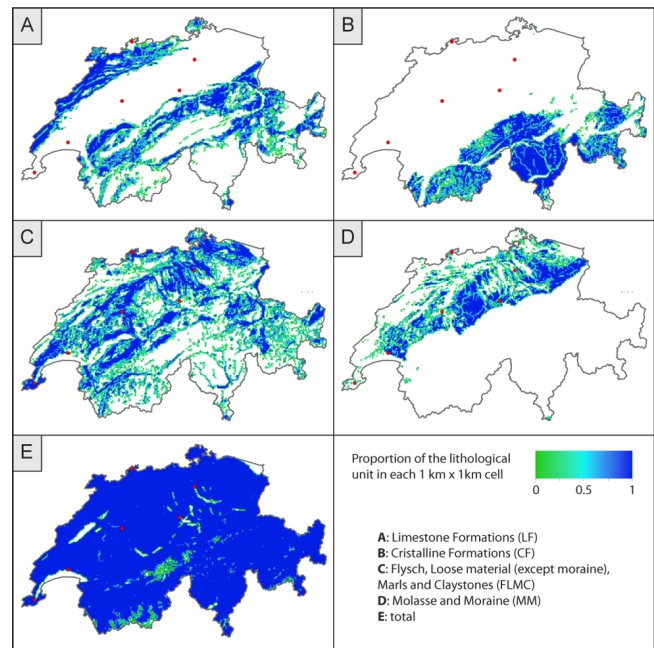 A
B
C
D
E
Proportion of the lithological
unit in each 1 km x 1km cell
0
0.5
1
A: Limestone Formations (LF)
B: Cristalline Formations (CF)
C: Flysch, Loose material (except moraine),
Marls and Claystones (FLMC)
D: Molasse and Moraine (MM)
E: total